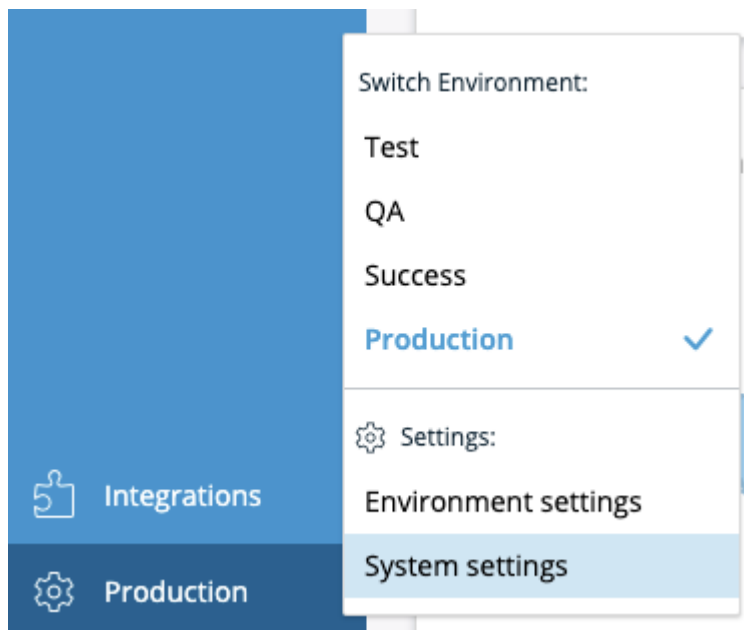 Switch Environment:
Test
QA
Success
Production
Settings:
Environment settings
System settings
Integrations
Production